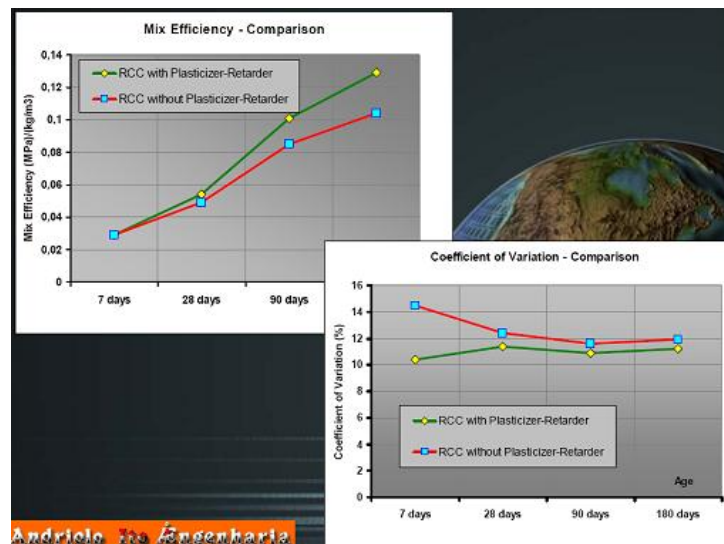 Mix Efficiency - Comparison
0,14
0,12
0,1
0,08
0,06
0,04
0,02
0
Mix Efficiency (MPa)/(kg/m3)
RCC with Plasticizer-Retarder
RCC without Plasticizer-Retarder
7 days 28 days 90 days
Coefficient of Variation - Comparison
16
14
12
10
8
6
4
2
0
Coefficient of Variation (%)
RCC with Plasticizer-Retarder
RCC without Plasticizer-Retarder
Age
7 days 28 days 90 days 180 days
Andriolo Ito Engenharia